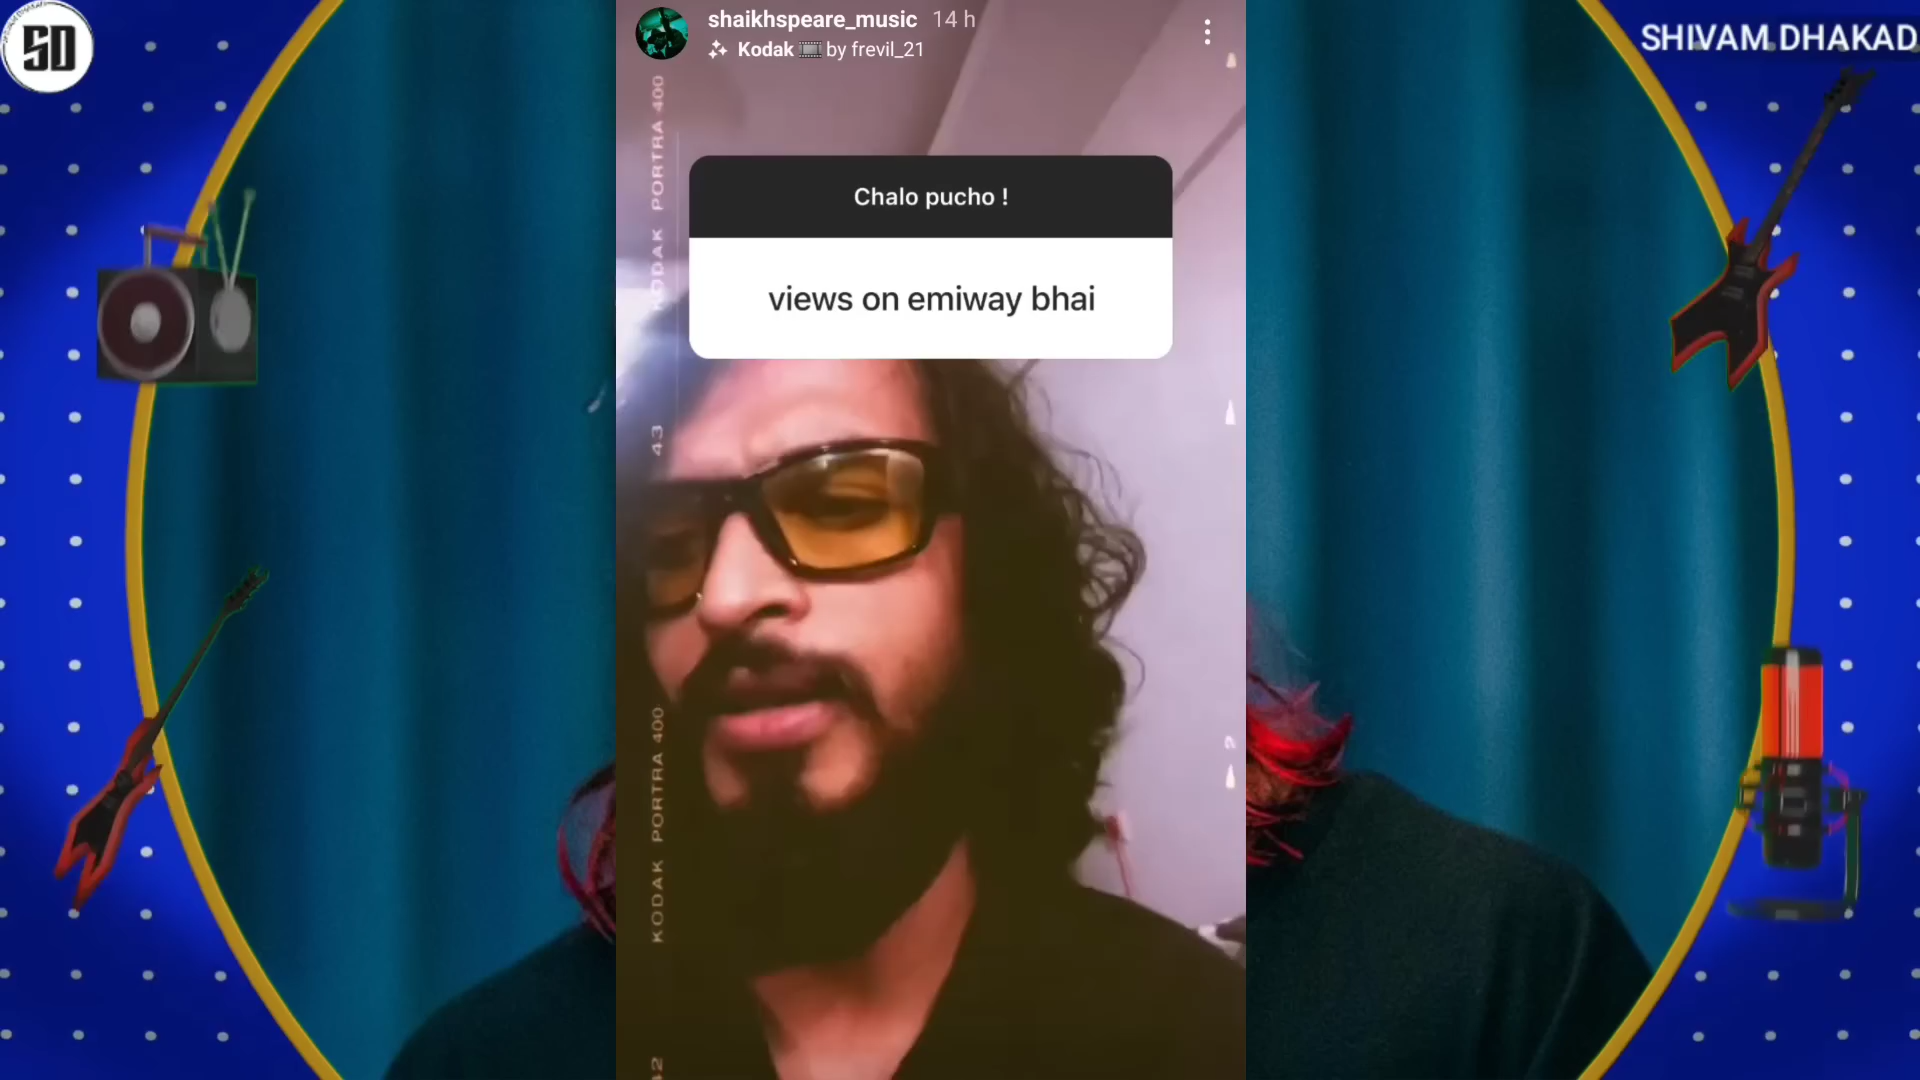 SD
shaikhspeare_music 14 h
Kodak 🎞️ by frevil_21
SHIVAM DHAKAD
KODAK PORTRA 400
Chalo pucho !
views on emiway bhai
43
KODAK PORTRA 400
2